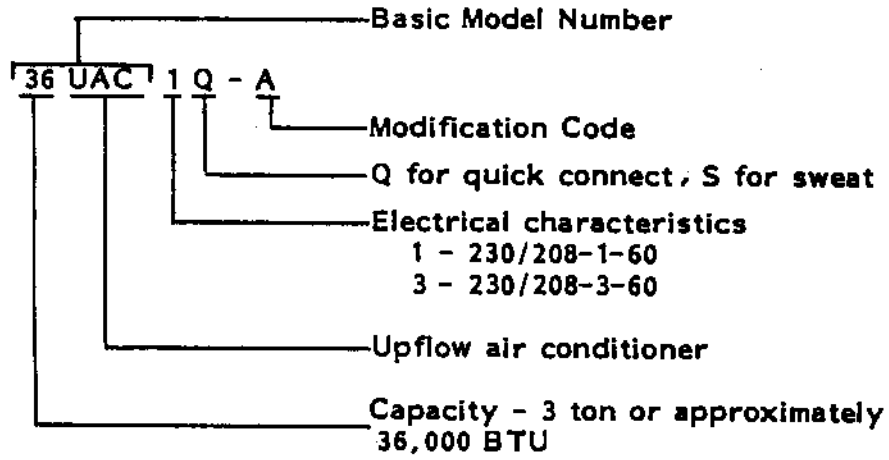 Basic Model Number
36 UAC 1 Q - A
Modification Code
Q for quick connect, S for sweat
Electrical characteristics
1 - 230/208-1-60
3 - 230/208-3-60
Upflow air conditioner
Capacity - 3 ton or approximately
36,000 BTU